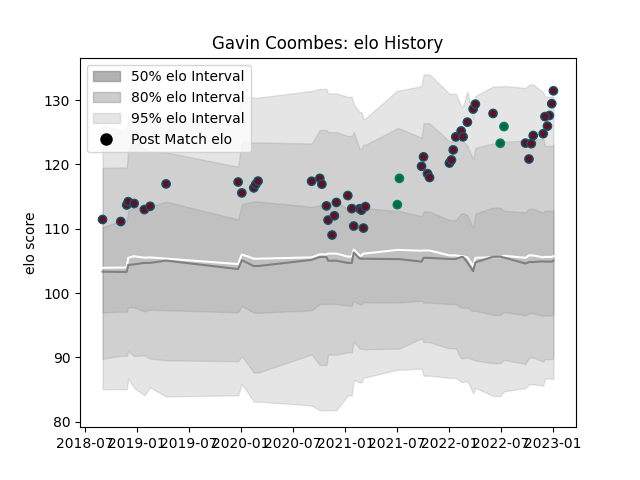 Gavin Coombes: elo History
50% elo Interval
80% elo Interval
95% elo Interval
Post Match elo
elo score
130
120
110
100
90
80
2018-07 2019-01 2019-07 2020-01 2020-07 2021-01 2021-07 2022-01 2022-07 2023-01